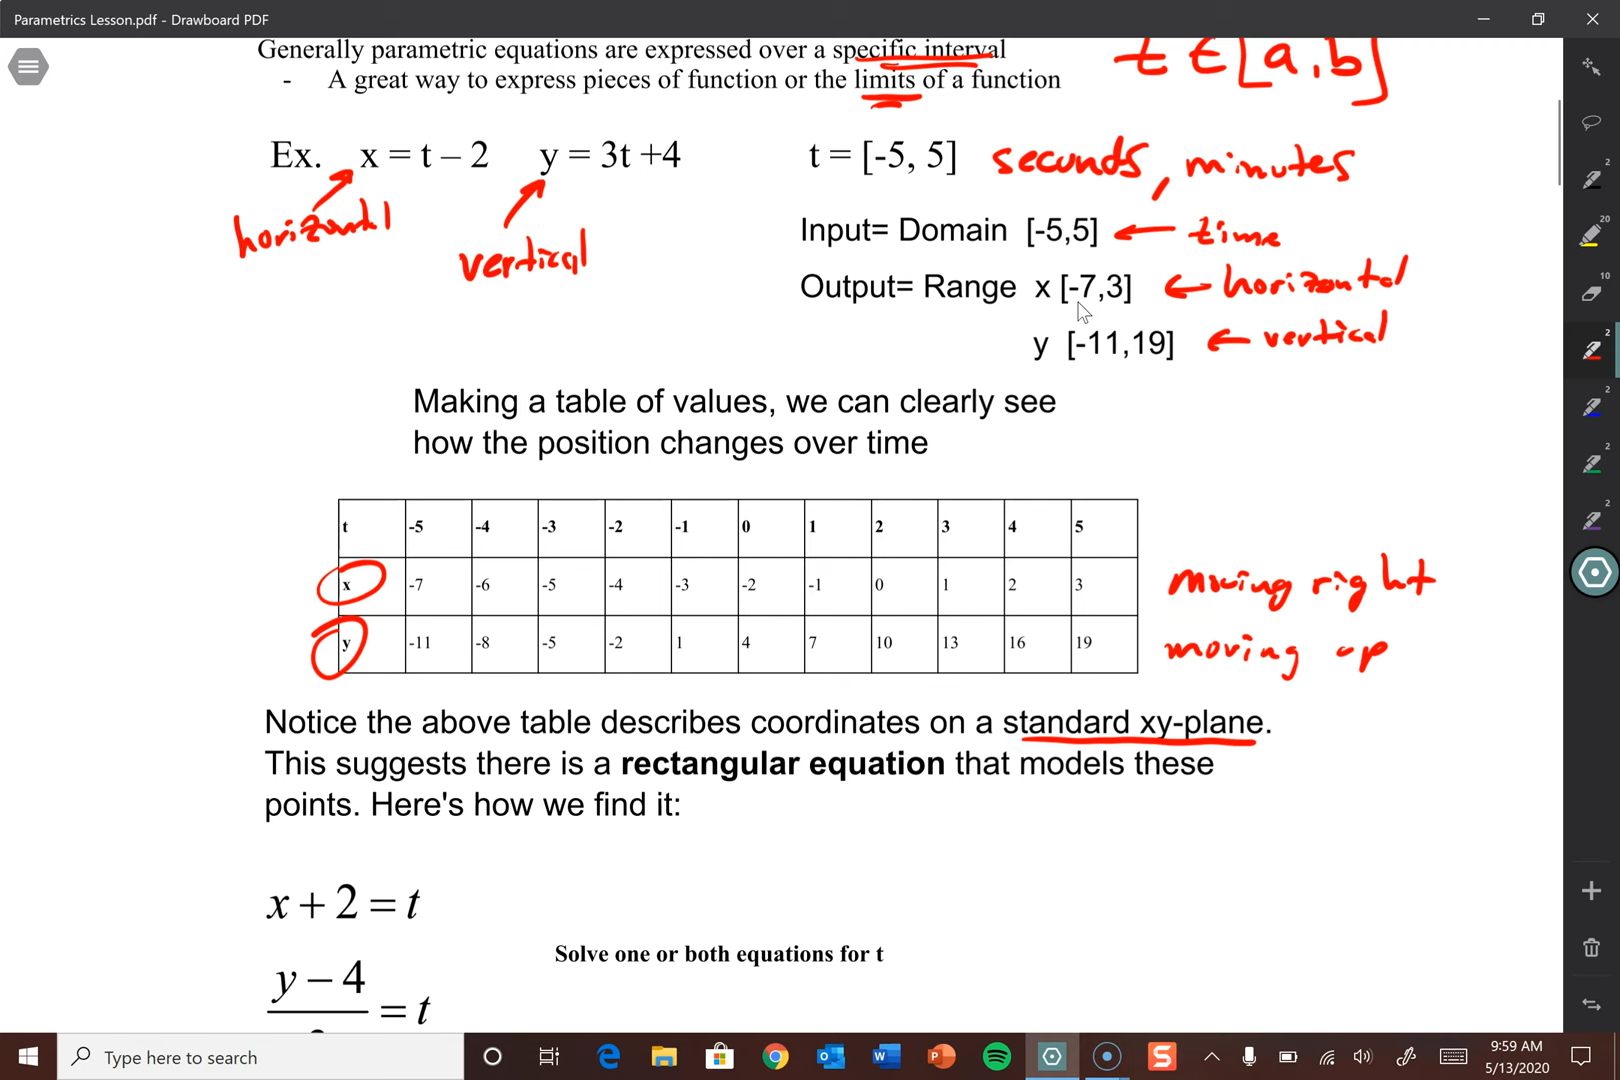 Parametrics Lesson.pdf - Drawboard PDF
Generally parametric equations are expressed over a specific interval
t ∈ [a,b]
- A great way to express pieces of function or the limits of a function
Ex. x = t – 2 y = 3t +4 t = [-5, 5] seconds, minutes
horizontal
vertical
Input= Domain [-5,5] ← time
Output= Range x [-7,3] ← horizontal
y [-11,19] ← vertical
Making a table of values, we can clearly see
how the position changes over time
t -5 -4 -3 -2 -1 0 1 2 3 4 5
x -7 -6 -5 -4 -3 -2 -1 0 1 2 3 moving right
y -11 -8 -5 -2 1 4 7 10 13 16 19 moving up
Notice the above table describes coordinates on a standard xy-plane.
This suggests there is a rectangular equation that models these
points. Here's how we find it:
x + 2 = t
Solve one or both equations for t
y – 4
= t
2
20
10
2
2
2
2
Type here to search
9:59 AM
5/13/2020